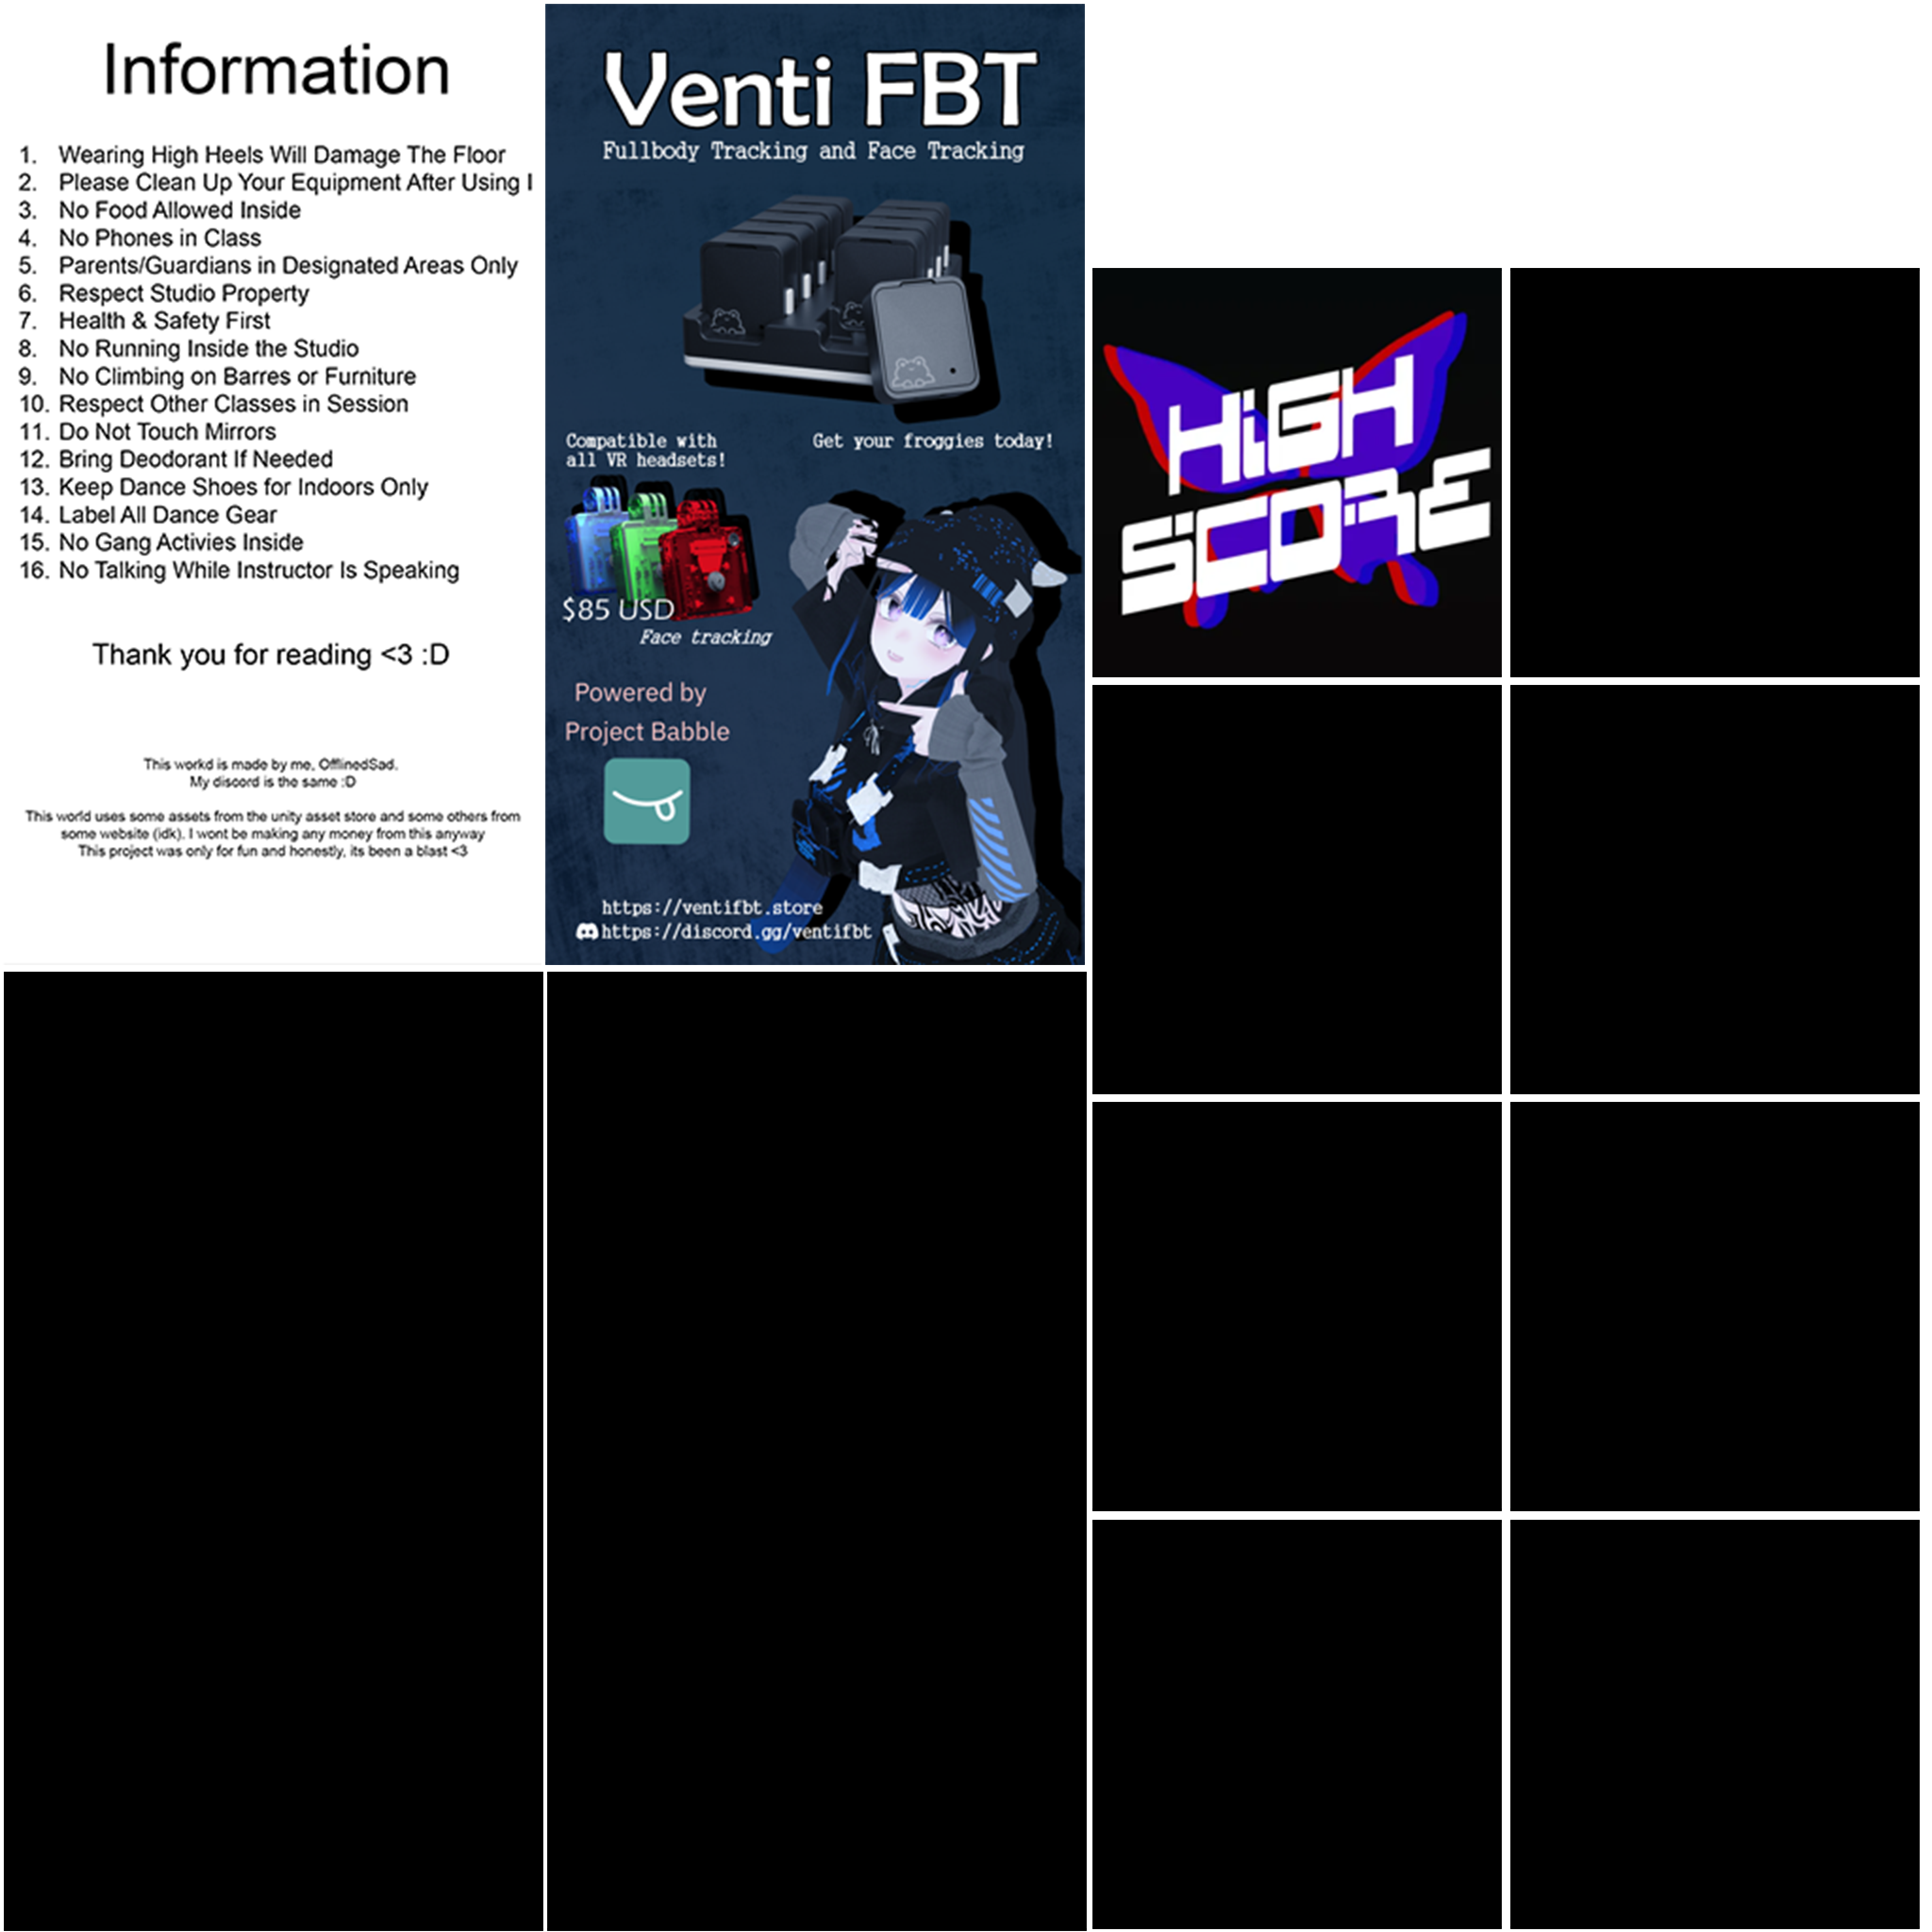 Information
1. Wearing High Heels Will Damage The Floor
2. Please Clean Up Your Equipment After Using I
3. No Food Allowed Inside
4. No Phones in Class
5. Parents/Guardians in Designated Areas Only
6. Respect Studio Property
7. Health & Safety First
8. No Running Inside the Studio
9. No Climbing on Barres or Furniture
10. Respect Other Classes in Session
11. Do Not Touch Mirrors
12. Bring Deodorant If Needed
13. Keep Dance Shoes for Indoors Only
14. Label All Dance Gear
15. No Gang Activies Inside
16. No Talking While Instructor Is Speaking
Thank you for reading <3 :D
This workd is made by me, OfflinedSad.
My discord is the same :D
This world uses some assets from the unity asset store and some others from
some website (idk). I wont be making any money from this anyway
This project was only for fun and honestly, its been a blast <3
Venti FBT
Fullbody Tracking and Face Tracking
Compatible with
all VR headsets!
Get your froggies today!
$85 USD
Face tracking
Powered by
Project Babble
https://ventifbt.store
https://discord.gg/ventifbt
HiGH
SCORE